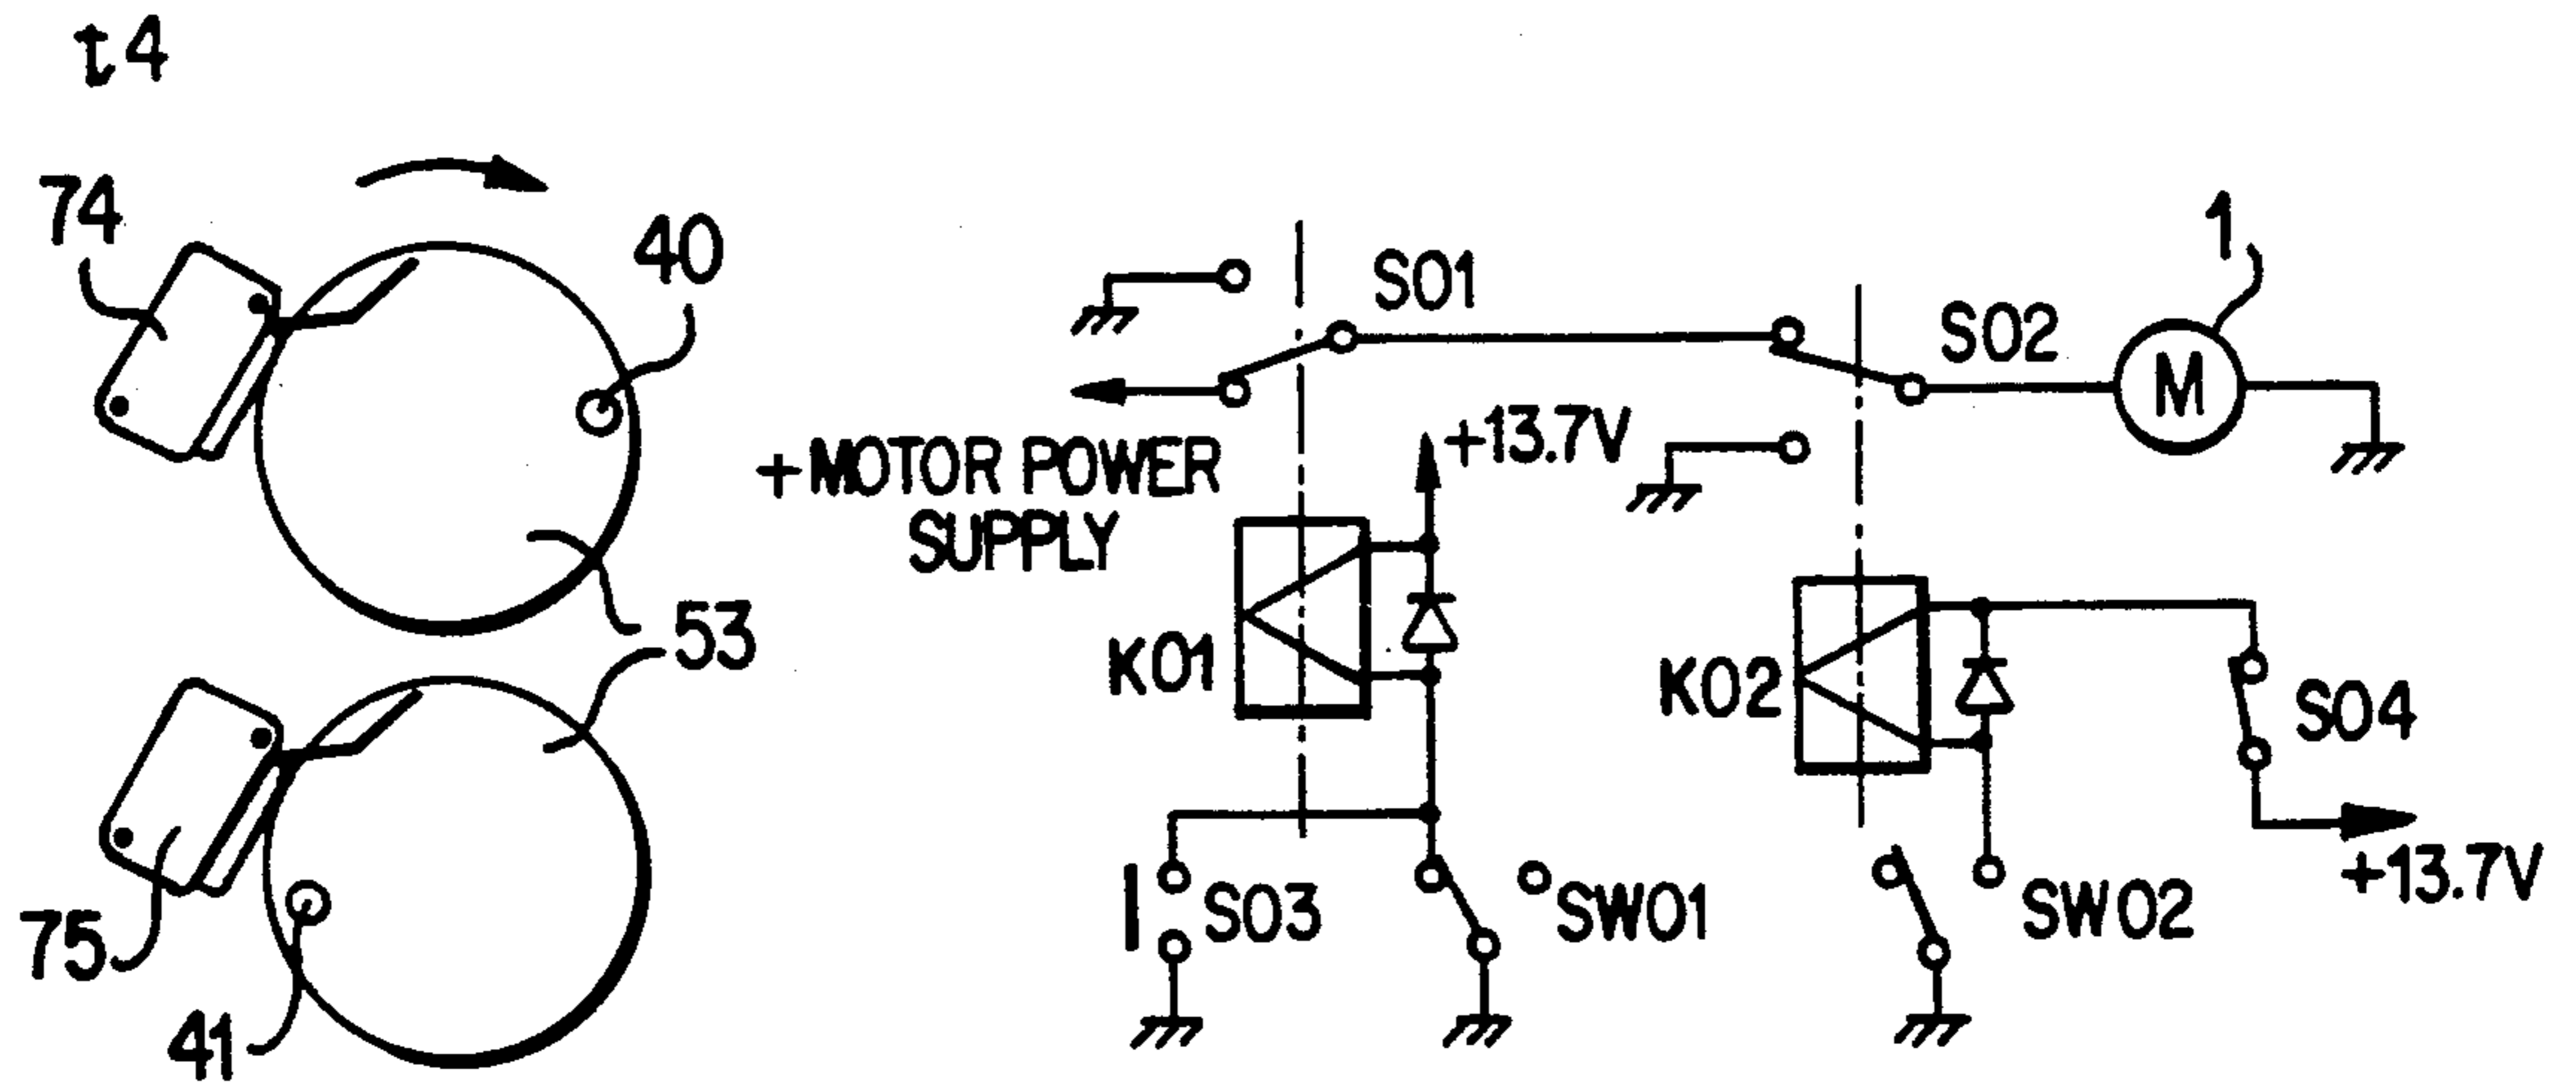 t4
74
40
53
75
41
S01
S02
1
M
+MOTOR POWER
SUPPLY
+13.7V
K01
K02
S04
S03
SW01
SW02
+13.7V